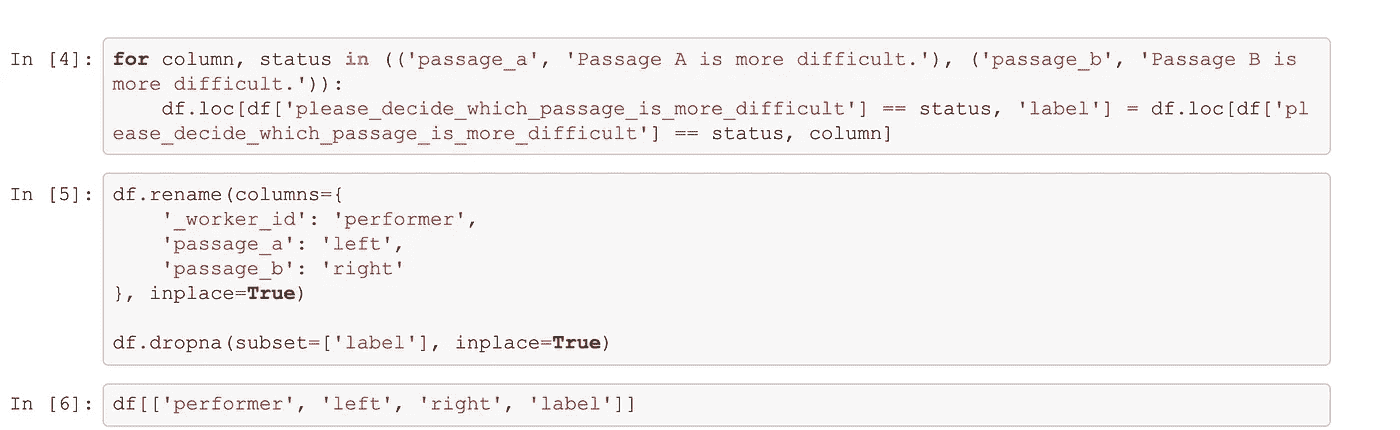 In [4]: for column, status in (('passage_a', 'Passage A is more difficult.'), ('passage_b', 'Passage B is
more difficult.')):
    df.loc[df['please_decide_which_passage_is_more_difficult'] == status, 'label'] = df.loc[df['pl
ease_decide_which_passage_is_more_difficult'] == status, column]
In [5]: df.rename(columns={
    '_worker_id': 'performer',
    'passage_a': 'left',
    'passage_b': 'right'
}, inplace=True)
df.dropna(subset=['label'], inplace=True)
In [6]: df[['performer', 'left', 'right', 'label']]